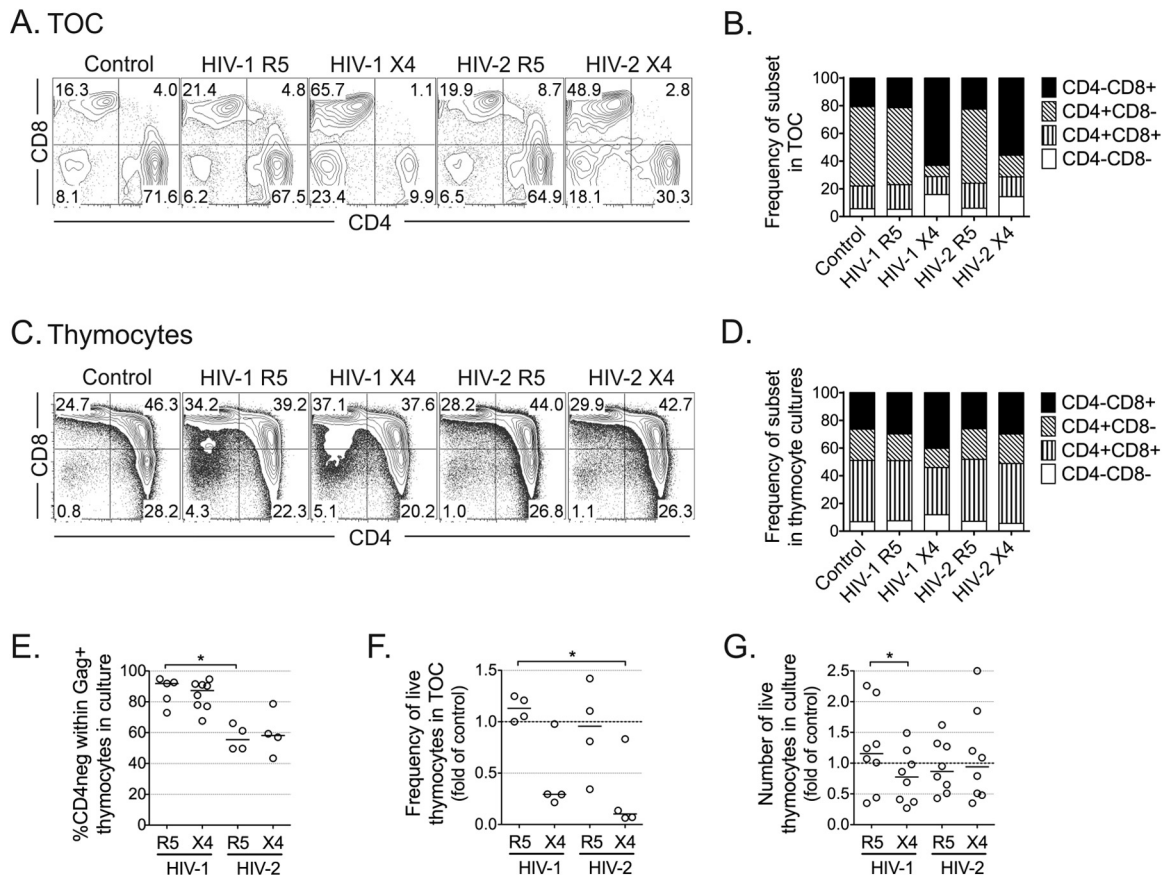 A. TOC
Control HIV-1 R5 HIV-1 X4 HIV-2 R5 HIV-2 X4
16.3 4.0 21.4 4.8 65.7 1.1 19.9 8.7 48.9 2.8
CD8
8.1 71.6 6.2 67.5 23.4 9.9 6.5 64.9 18.1 30.3
CD4
B.
Frequency of subset
in TOC
100
80
60
40
20
0
Control HIV-1 R5 HIV-1 X4 HIV-2 R5 HIV-2 X4
CD4-CD8+
CD4+CD8-
CD4+CD8+
CD4-CD8-
C. Thymocytes
Control HIV-1 R5 HIV-1 X4 HIV-2 R5 HIV-2 X4
24.7 46.3 34.2 39.2 37.1 37.6 28.2 44.0 29.9 42.7
CD8
0.8 28.2 4.3 22.3 5.1 20.2 1.0 26.8 1.1 26.3
CD4
D.
Frequency of subset
in thymocyte cultures
100
80
60
40
20
0
Control HIV-1 R5 HIV-1 X4 HIV-2 R5 HIV-2 X4
CD4-CD8+
CD4+CD8-
CD4+CD8+
CD4-CD8-
E.
%CD4neg within Gag+
thymocytes in culture
100
80
60
40
20
0
*
R5 X4 R5 X4
HIV-1 HIV-2
F.
Frequency of live
thymocytes in TOC
(fold of control)
1.5
1.0
0.5
0.0
*
R5 X4 R5 X4
HIV-1 HIV-2
G.
Number of live
thymocytes in culture
(fold of control)
2.5
2.0
1.5
1.0
0.5
0.0
*
R5 X4 R5 X4
HIV-1 HIV-2